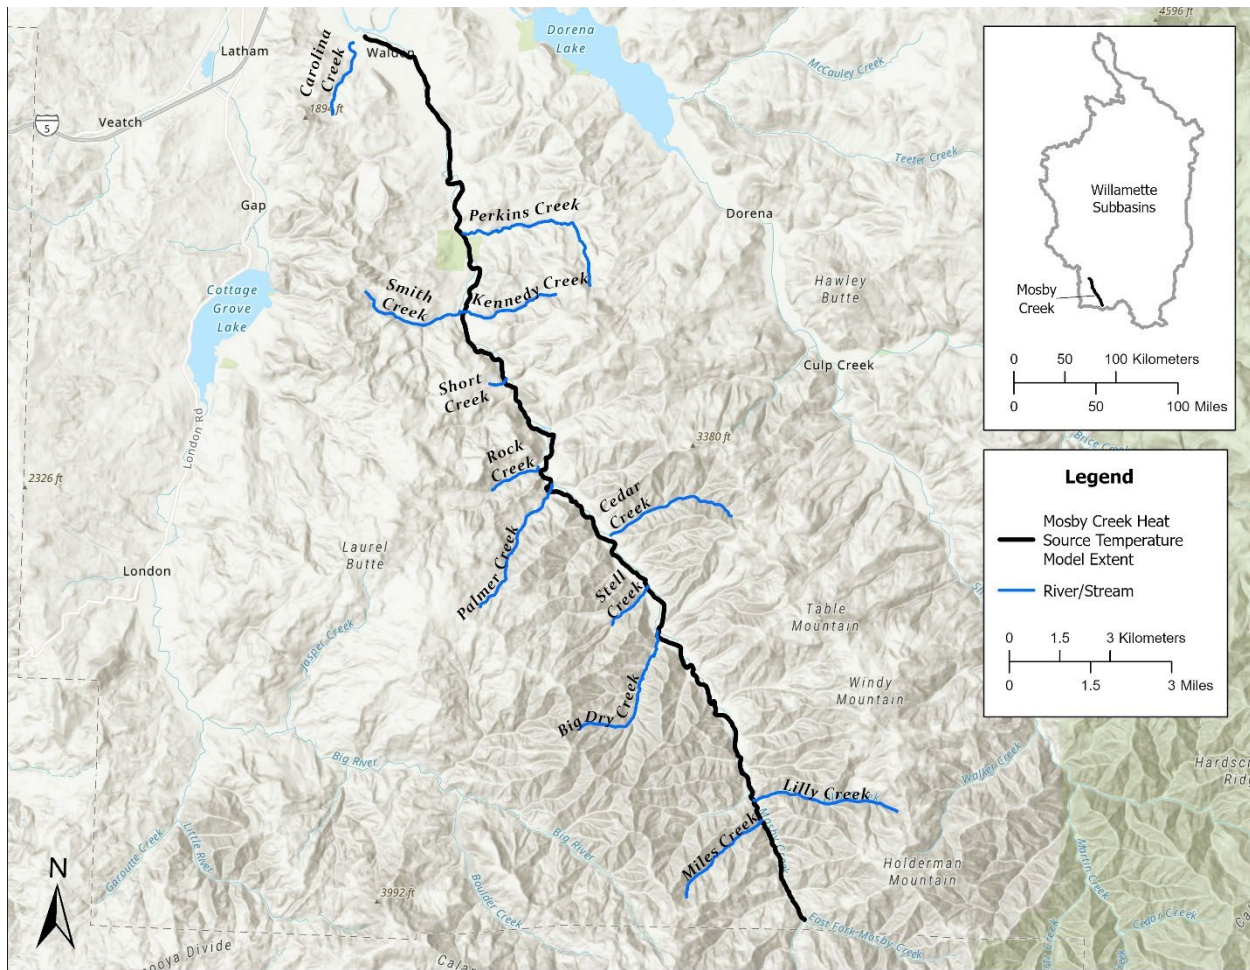 4596 ft
Latham
Walden
Dorena
Lake
Carolina
Creek
McCauley Creek
1894 ft
5
Veatch
Teeter Creek
Gap
Perkins Creek
Dorena
Smith
Creek
Kennedy Creek
Hawley
Butte
Cottage
Grove
Lake
Culp Creek
Short
Creek
London Rd
3380 ft
Rock
Creek
2326 ft
Cedar
Creek
Laurel
Butte
London
Palmer Creek
Stell
Creek
Table
Mountain
Jasper Creek
Windy
Mountain
Big Dry Creek
Big River
Walker Creek
Lilly Creek
Mosby Creek
Miles Creek
Little River
Big River
Garoutte Creek
Holderman
Mountain
Martin Creek
3992 ft
Boulder Creek
East Fork Mosby Creek
Cedar Creek
N
Divide
Willamette
Subbasins
Mosby
Creek
0 50 100 Kilometers
0 50 100 Miles
Legend
Mosby Creek Heat
Source Temperature
Model Extent
River/Stream
0 1.5 3 Kilometers
0 1.5 3 Miles